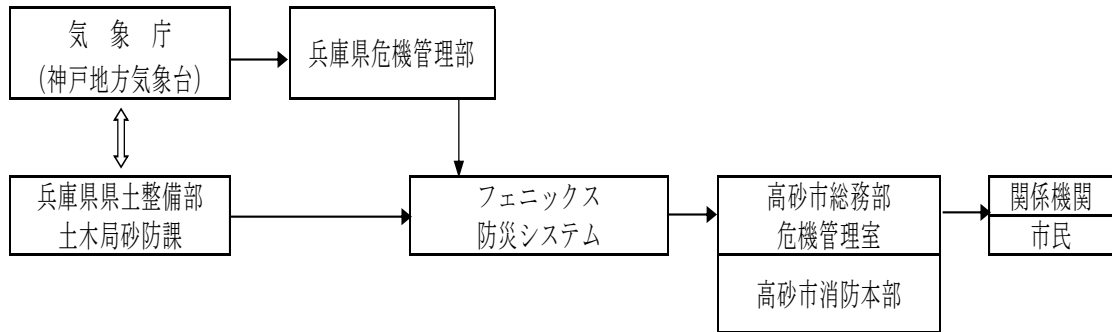 気　象　庁
(神戸地方気象台)
兵庫県危機管理部
兵庫県県土整備部
土木局砂防課
フェニックス
防災システム
高砂市総務部
危機管理室
高砂市消防本部
関係機関
市民